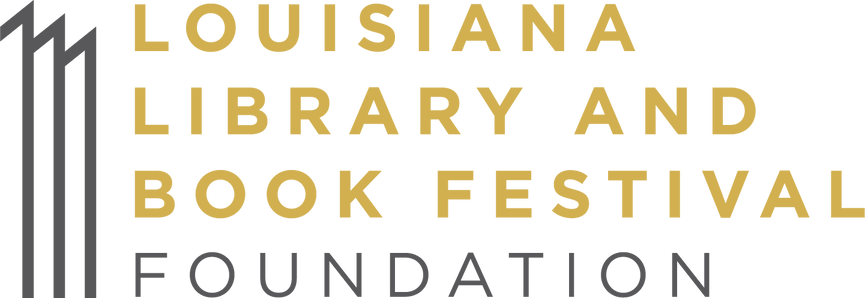 LOUISIANA
LIBRARY AND
BOOK FESTIVAL
FOUNDATION